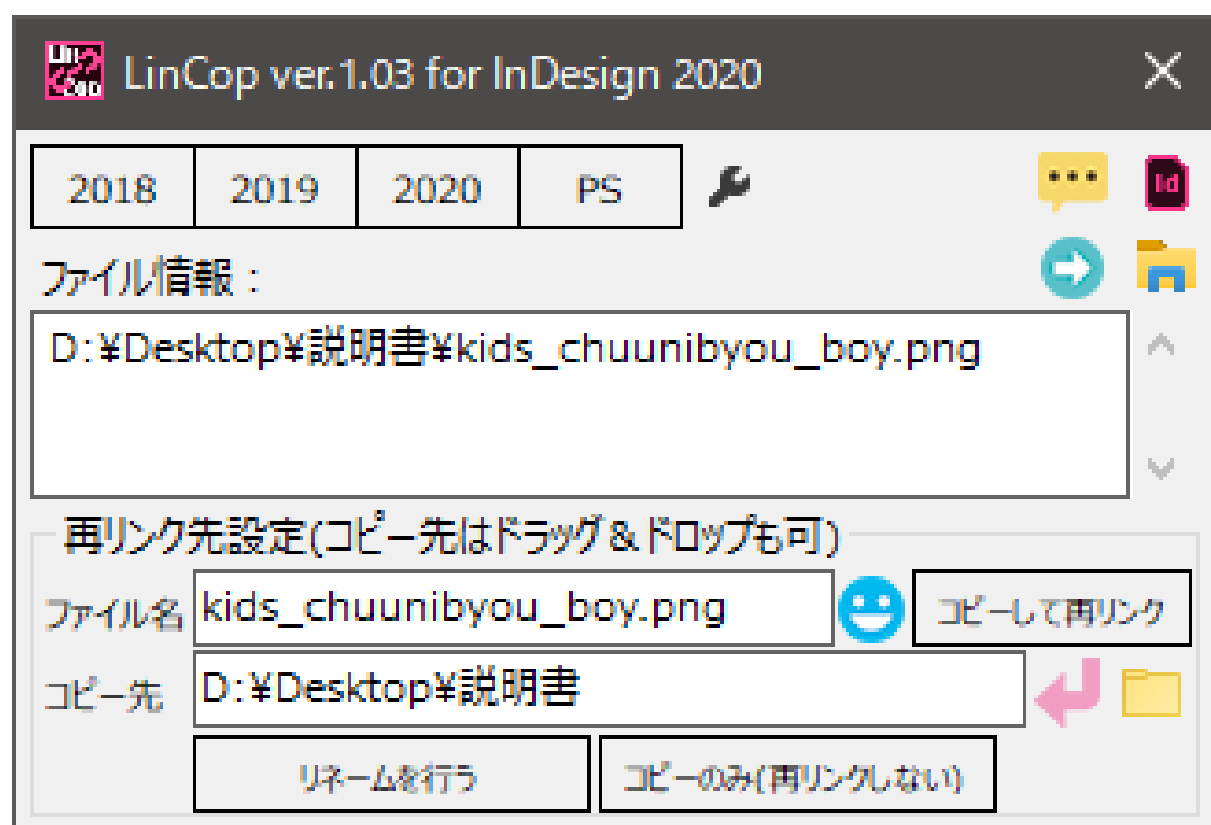 Lin
Cop
LinCop ver.1.03 for InDesign 2020
2018 2019 2020 PS
Id
ファイル情報：
D:¥Desktop¥説明書¥kids_chuunibyou_boy.png
再リンク先設定(コピー先はドラッグ＆ドロップも可)
ファイル名 kids_chuunibyou_boy.png コピーして再リンク
コピー先 D:¥Desktop¥説明書
リネームを行う コピーのみ(再リンクしない)